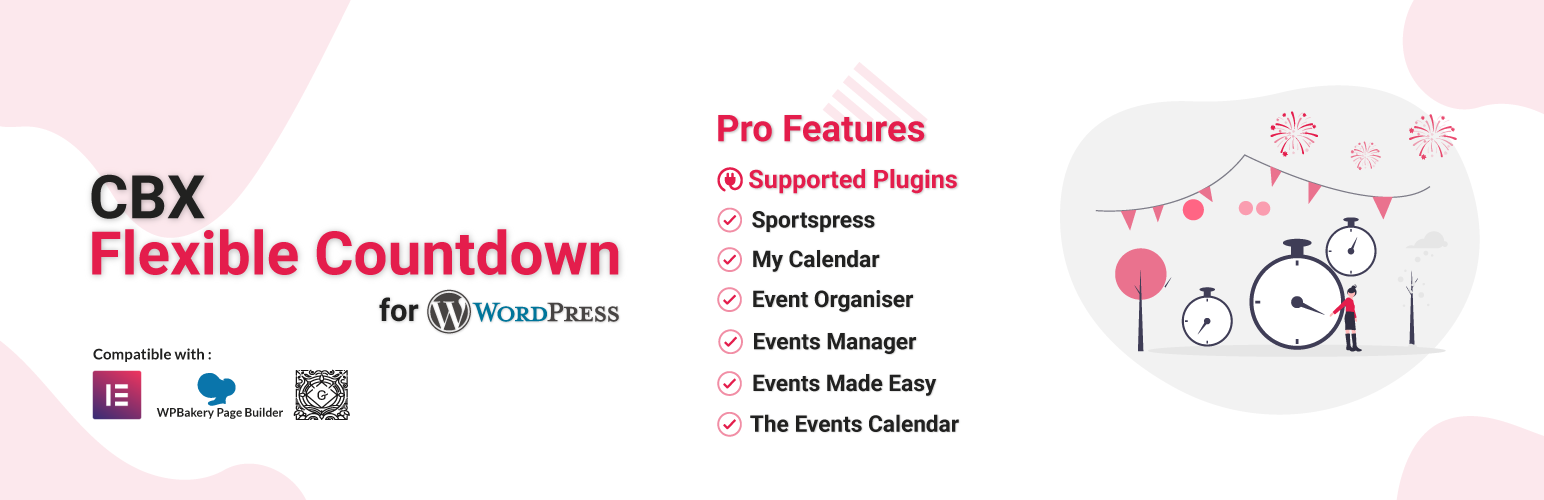 CBX
Flexible Countdown
for WORDPRESS
Compatible with :
WPBakery Page Builder
G
Pro Features
Supported Plugins
Sportspress
My Calendar
Event Organiser
Events Manager
Events Made Easy
The Events Calendar